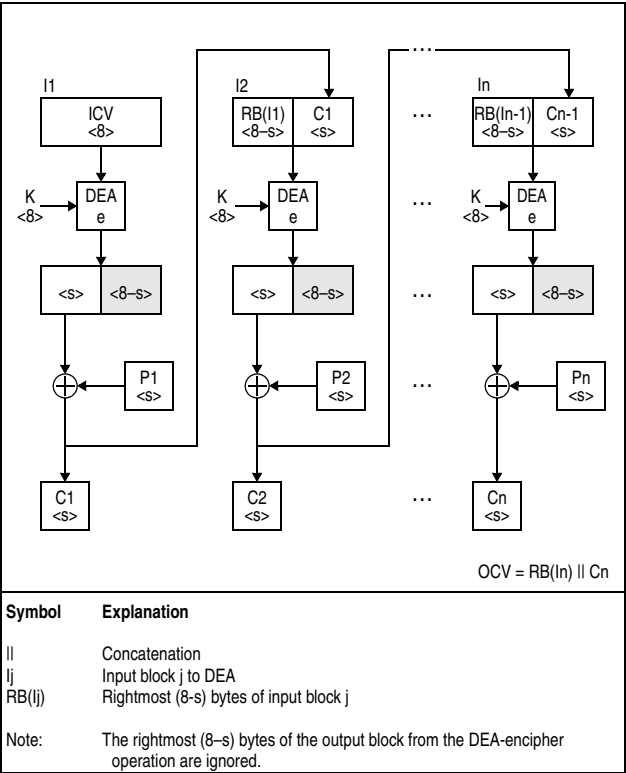 I1 I2 In
ICV RB(I1) C1 ... RB(In-1) Cn-1
<8> <8–s> <s> ... <8–s> <s>
K DEA K DEA ... K DEA
<8> e <8> e <8> e
<s> <8–s> <s> <8–s> ... <s> <8–s>
P1 P2 ... Pn
<s> <s> <s>
C1 C2 ... Cn
<s> <s> <s>
OCV = RB(In) || Cn
Symbol Explanation
|| Concatenation
Ij Input block j to DEA
RB(Ij) Rightmost (8-s) bytes of input block j
Note: The rightmost (8–s) bytes of the output block from the DEA-encipher
operation are ignored.